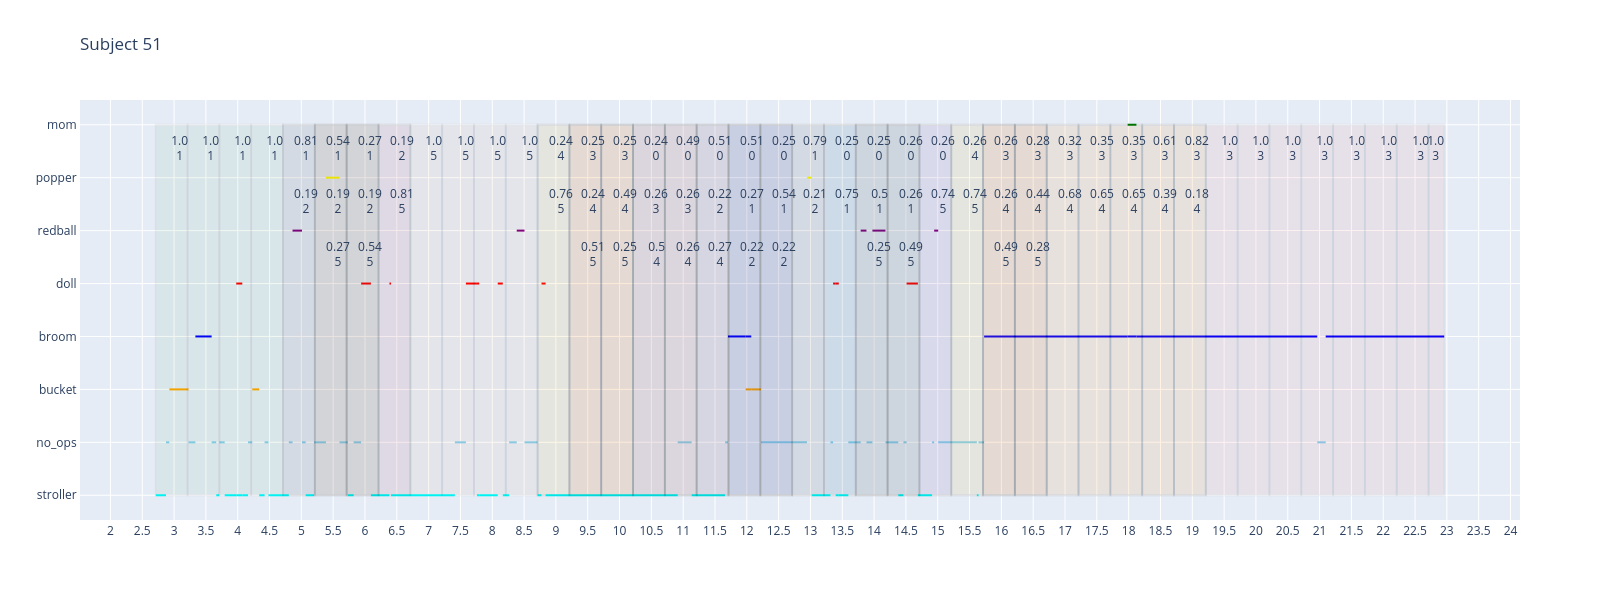 Subject 51
mom
1.0 1.0 1.0 1.0 0.81 0.54 0.27 0.19 1.0 1.0 1.0 1.0 0.24 0.25 0.25 0.24 0.49 0.51 0.51 0.25 0.79 0.25 0.25 0.26 0.26 0.26 0.26 0.28 0.32 0.35 0.35 0.61 0.82 1.0 1.0 1.0 1.0 1.0 1.0 1.0 1.0
1 1 1 1 1 1 1 2 5 5 5 5 4 3 3 0 0 0 0 0 1 0 0 0 0 4 3 3 3 3 3 3 3 3 3 3 3 3 3 3 3
popper
0.19 0.19 0.19 0.81 0.76 0.24 0.49 0.26 0.26 0.22 0.27 0.54 0.21 0.75 0.5 0.26 0.74 0.74 0.26 0.44 0.68 0.65 0.65 0.39 0.18
2 2 2 5 5 4 4 3 3 2 1 1 2 1 1 1 5 5 4 4 4 4 4 4 4
redball
0.27 0.54 0.51 0.25 0.5 0.26 0.27 0.22 0.22 0.25 0.49 0.49 0.28
5 5 5 5 4 4 4 2 2 5 5 5 5
doll
broom
bucket
no_ops
stroller
2 2.5 3 3.5 4 4.5 5 5.5 6 6.5 7 7.5 8 8.5 9 9.5 10 10.5 11 11.5 12 12.5 13 13.5 14 14.5 15 15.5 16 16.5 17 17.5 18 18.5 19 19.5 20 20.5 21 21.5 22 22.5 23 23.5 24